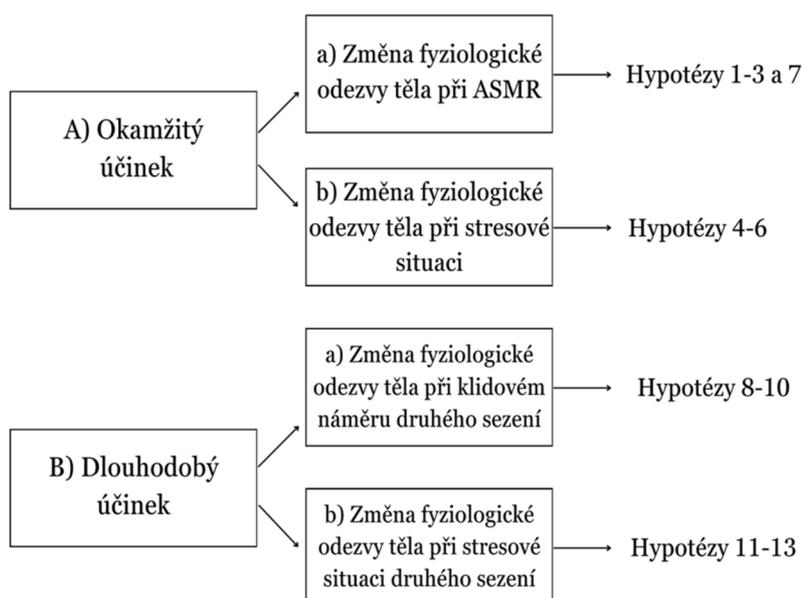 A) Okamžitý
účinek
a) Změna fyziologické
odezvy těla při ASMR
Hypotézy 1-3 a 7
b) Změna fyziologické
odezvy těla při stresové
situaci
Hypotézy 4-6
B) Dlouhodobý
účinek
a) Změna fyziologické
odezvy těla při klidovém
náměru druhého sezení
Hypotézy 8-10
b) Změna fyziologické
odezvy těla při stresové
situaci druhého sezení
Hypotézy 11-13